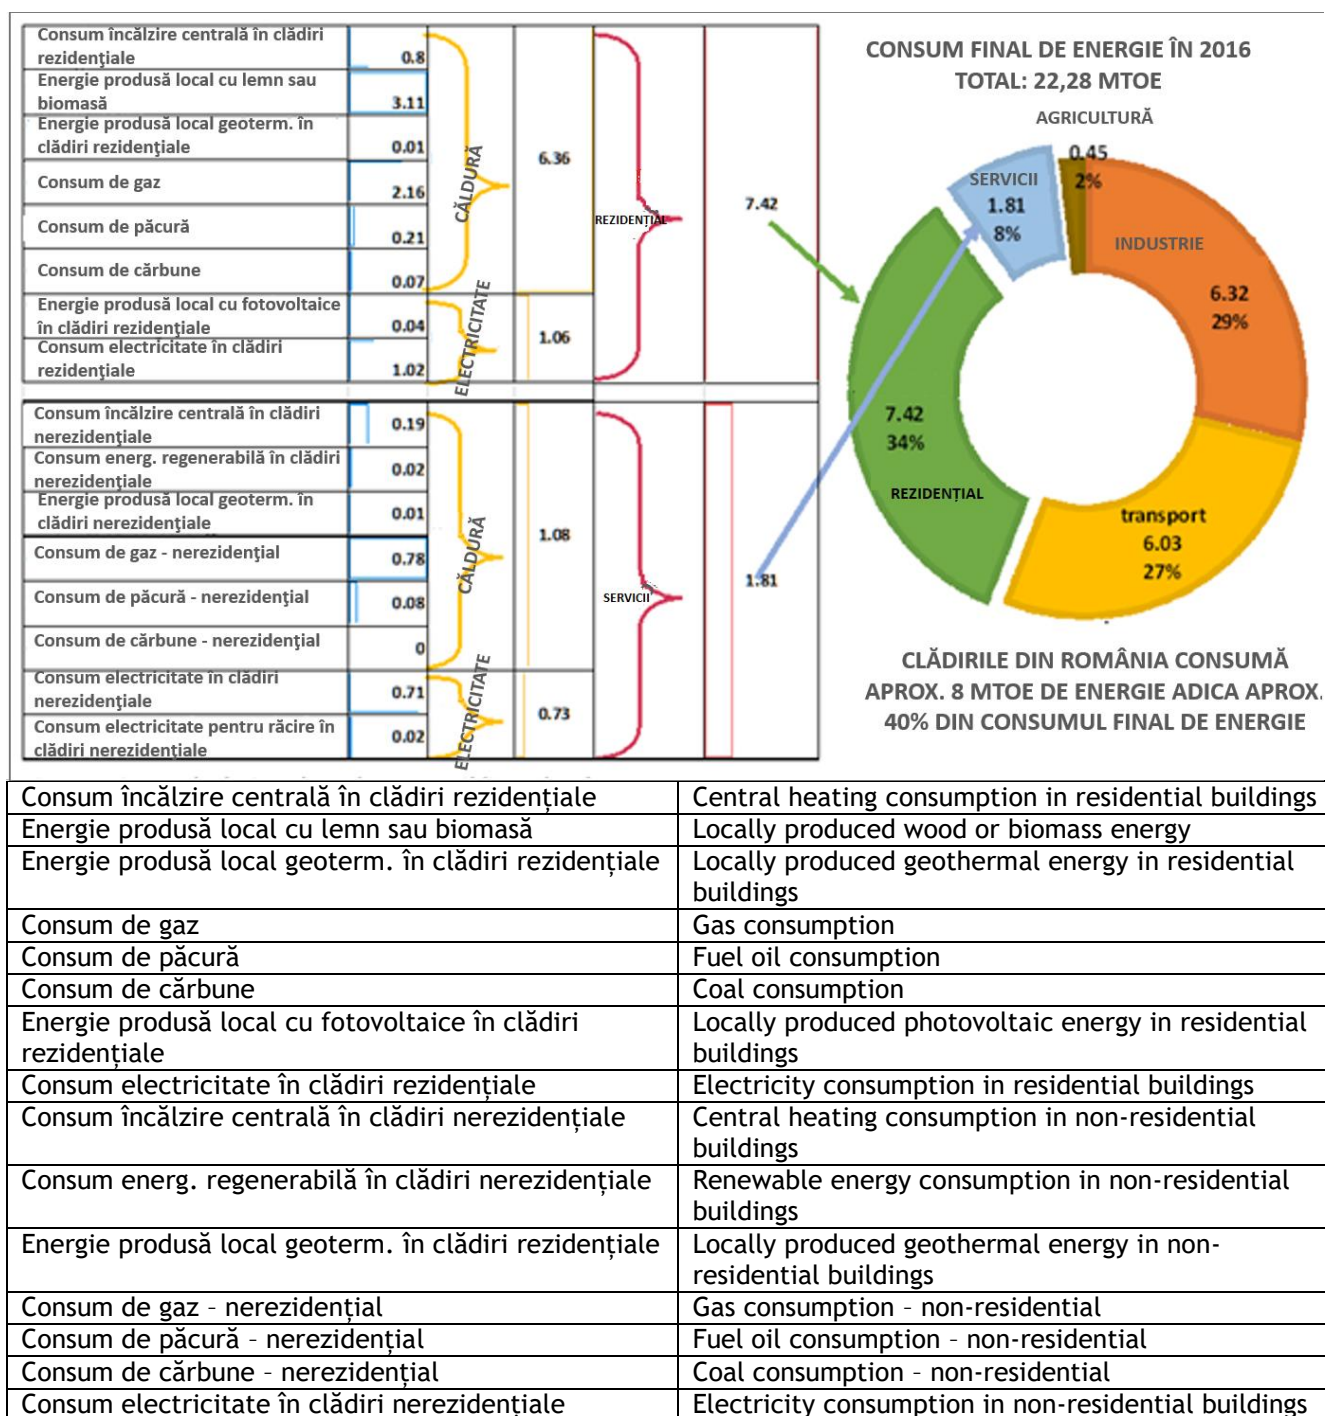 Consum încălzire centrală în clădiri
rezidenţiale
0.8
Energie produsă local cu lemn sau
biomasă
3.11
Energie produsă local geoterm. în
clădiri rezidenţiale
0.01
Consum de gaz
2.16
Consum de păcură
0.21
Consum de cărbune
0.07
Energie produsă local cu fotovoltaice
în clădiri rezidenţiale
0.04
Consum electricitate în clădiri
rezidenţiale
1.02
CĂLDURĂ
ELECTRICITATE
6.36
1.06
REZIDENȚIAL
7.42
Consum încălzire centrală în clădiri
nerezidenţiale
0.19
Consum energ. regenerabilă în clădiri
nerezidenţiale
0.02
Energie produsă local geoterm. în
clădiri nerezidenţiale
0.01
Consum de gaz - nerezidenţial
0.78
Consum de păcură - nerezidenţial
0.08
Consum de cărbune - nerezidenţial
0
Consum electricitate în clădiri
nerezidenţiale
0.71
Consum electricitate pentru răcire în
clădiri nerezidenţiale
0.02
CĂLDURĂ
ELECTRICITATE
1.08
0.73
SERVICII
1.81
CONSUM FINAL DE ENERGIE ÎN 2016
TOTAL: 22,28 MTOE
AGRICULTURĂ
0.45
2%
SERVICII
1.81
8%
INDUSTRIE
6.32
29%
7.42
34%
REZIDENȚIAL
transport
6.03
27%
CLĂDIRILE DIN ROMÂNIA CONSUMĂ
APROX. 8 MTOE DE ENERGIE ADICA APROX.
40% DIN CONSUMUL FINAL DE ENERGIE
Consum încălzire centrală în clădiri rezidențiale
Central heating consumption in residential buildings
Energie produsă local cu lemn sau biomasă
Locally produced wood or biomass energy
Energie produsă local geoterm. în clădiri rezidențiale
Locally produced geothermal energy in residential
buildings
Consum de gaz
Gas consumption
Consum de păcură
Fuel oil consumption
Consum de cărbune
Coal consumption
Energie produsă local cu fotovoltaice în clădiri
rezidențiale
Locally produced photovoltaic energy in residential
buildings
Consum electricitate în clădiri rezidențiale
Electricity consumption in residential buildings
Consum încălzire centrală în clădiri nerezidențiale
Central heating consumption in non-residential
buildings
Consum energ. regenerabilă în clădiri nerezidențiale
Renewable energy consumption in non-residential
buildings
Energie produsă local geoterm. în clădiri rezidențiale
Locally produced geothermal energy in non-
residential buildings
Consum de gaz – nerezidențial
Gas consumption – non-residential
Consum de păcură – nerezidențial
Fuel oil consumption – non-residential
Consum de cărbune – nerezidențial
Coal consumption – non-residential
Consum electricitate în clădiri nerezidențiale
Electricity consumption in non-residential buildings